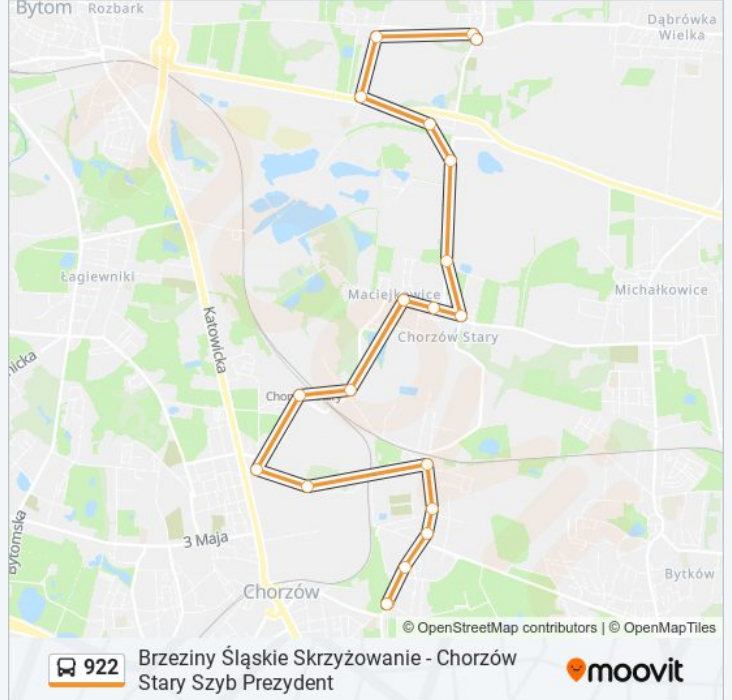 Bytom
Rozbark
Dąbrówka
Wielka
Łagiewniki
Maciejkowice
Michałkowice
Katowicka
Chorzów Stary
nicka
3 Maja
Bytomska
Chorzów
Bytków
© OpenStreetMap contributors | © OpenMapTiles
922
Brzeziny Śląskie Skrzyżowanie - Chorzów
Stary Szyb Prezydent
moovit